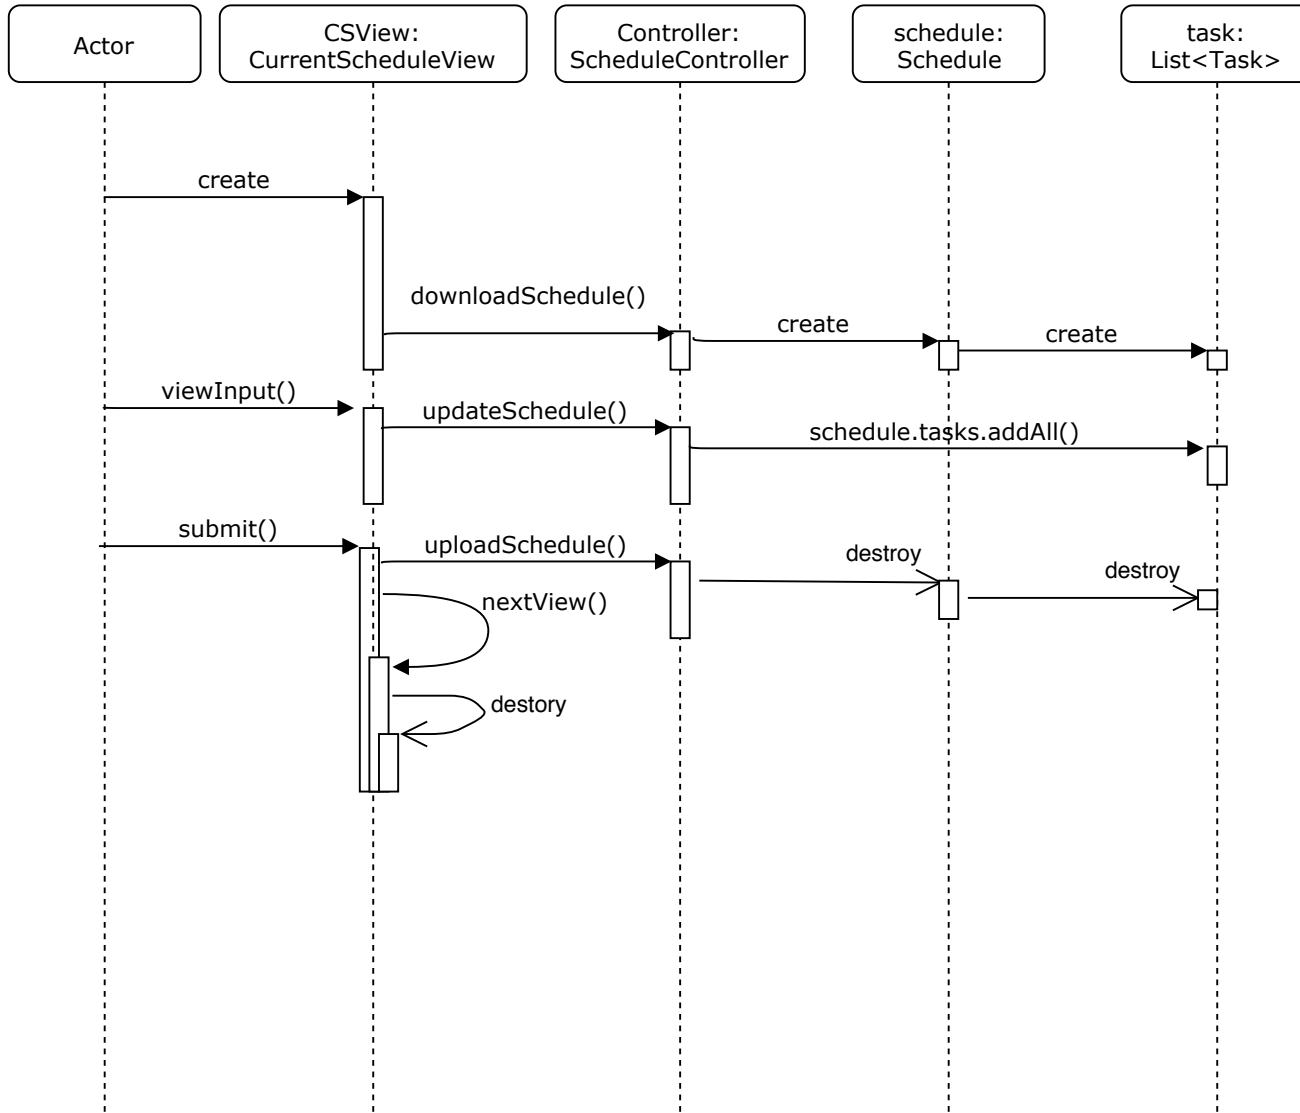 Actor
CSView:
CurrentScheduleView
Controller:
ScheduleController
schedule:
Schedule
task:
List<Task>
create
downloadSchedule()
create
create
viewInput()
updateSchedule()
schedule.tasks.addAll()
submit()
uploadSchedule()
destroy
destroy
nextView()
destory